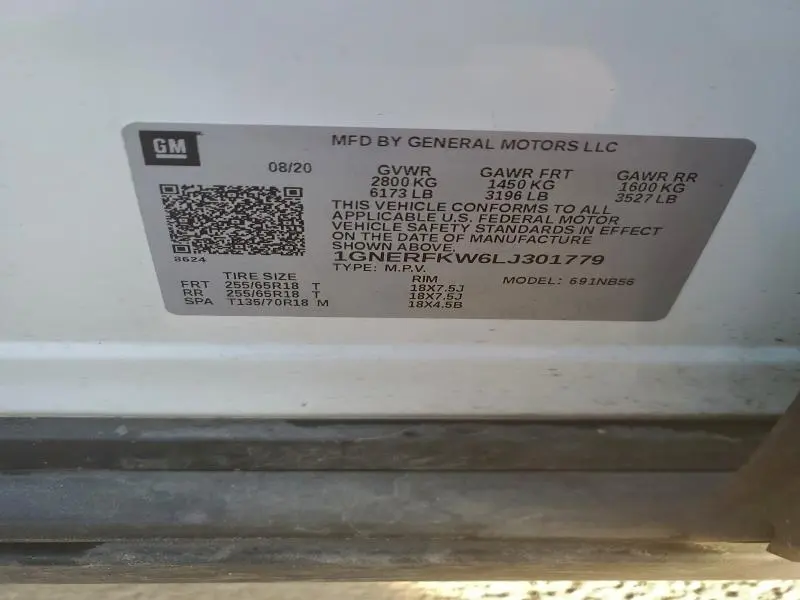 GM
MFD BY GENERAL MOTORS LLC
08/20 GVWR GAWR FRT GAWR RR
2800 KG 1450 KG 1600 KG
6173 LB 3196 LB 3527 LB
THIS VEHICLE CONFORMS TO ALL
APPLICABLE U.S. FEDERAL MOTOR
VEHICLE SAFETY STANDARDS IN EFFECT
ON THE DATE OF MANUFACTURE
SHOWN ABOVE.
8624
1GNERFKW6LJ301779
TYPE: M.P.V. MODEL: 691NB56
TIRE SIZE RIM
FRT 255/65R18 T 18X7.5J
RR 255/65R18 T 18X7.5J
SPA T135/70R18 M 18X4.5B